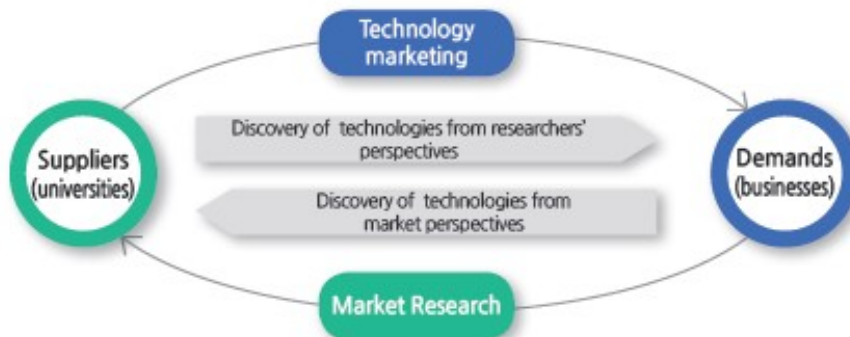 Technology
marketing
Discovery of technologies from researchers'
perspectives
Suppliers
(universities)
Demands
(businesses)
Discovery of technologies from
market perspectives
Market Research